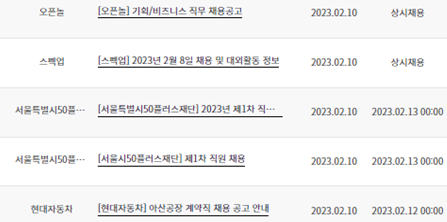 오픈놀 [오픈놀] 기획/비즈니스 직무 채용공고 2023.02.10 상시채용
스펙업 [스펙업] 2023년 2월 8일 채용 및 대외활동 정보 2023.02.10 상시채용
서울특별시50플… [서울특별시50플러스재단] 2023년 제1차 직… 2023.02.10 2023.02.13 00:00
서울특별시50플… [서울시50플러스재단] 제1차 직원 채용 2023.02.10 2023.02.13 00:00
현대자동차 [현대자동차] 아산공장 계약직 채용 공고 안내 2023.02.10 2023.02.12 00:00